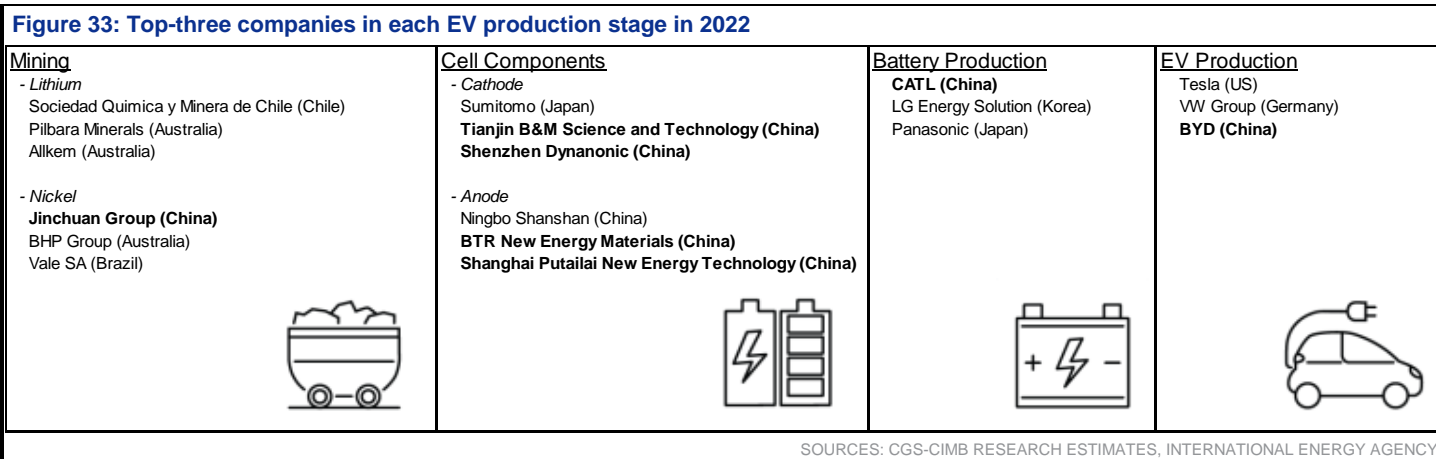 Figure 33: Top-three companies in each EV production stage in 2022
Mining
- Lithium
Sociedad Quimica y Minera de Chile (Chile)
Pilbara Minerals (Australia)
Allkem (Australia)
- Nickel
Jinchuan Group (China)
BHP Group (Australia)
Vale SA (Brazil)
Cell Components
- Cathode
Sumitomo (Japan)
Tianjin B&M Science and Technology (China)
Shenzhen Dynanonic (China)
- Anode
Ningbo Shanshan (China)
BTR New Energy Materials (China)
Shanghai Putailai New Energy Technology (China)
Battery Production
CATL (China)
LG Energy Solution (Korea)
Panasonic (Japan)
+ -
EV Production
Tesla (US)
VW Group (Germany)
BYD (China)
SOURCES: CGS-CIMB RESEARCH ESTIMATES, INTERNATIONAL ENERGY AGENCY